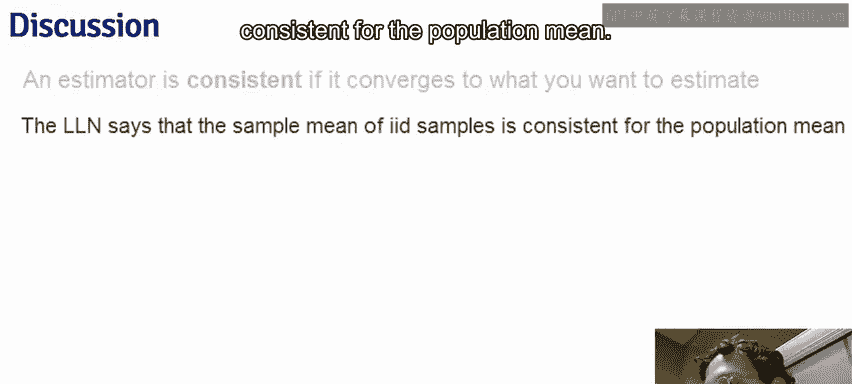 Discussion
consistent for the population mean.
An estimator is consistent if it converges to what you want to estimate
The LLN says that the sample mean of iid samples is consistent for the population mean